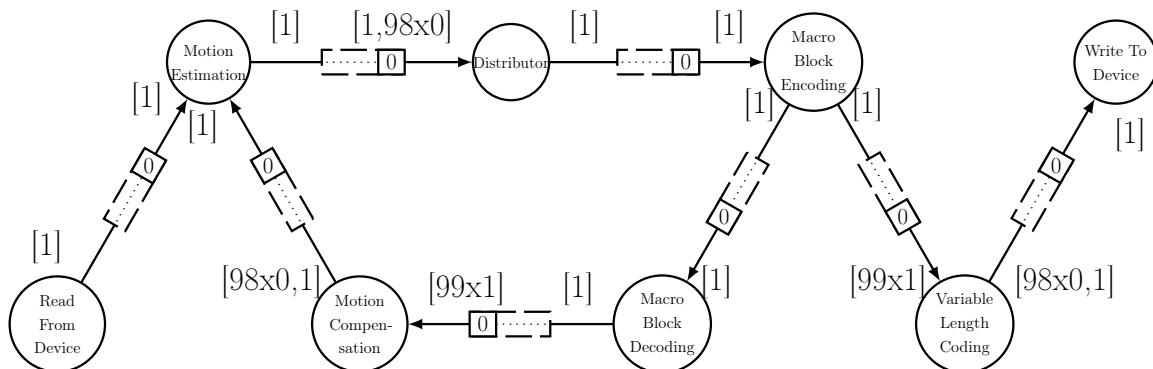 [1]
[1,98x0]
[1]
[1]
Motion
Estimation
0
Distributor
0
Macro
Block
Encoding
Write To
Device
[1]
[1]
[1]
[1]
[1]
0
0
0
0
0
[1]
[98x0,1]
[99x1]
[1]
[1]
[99x1]
[98x0,1]
Read
From
Device
Motion
Compen-
sation
0
Macro
Block
Decoding
Variable
Length
Coding